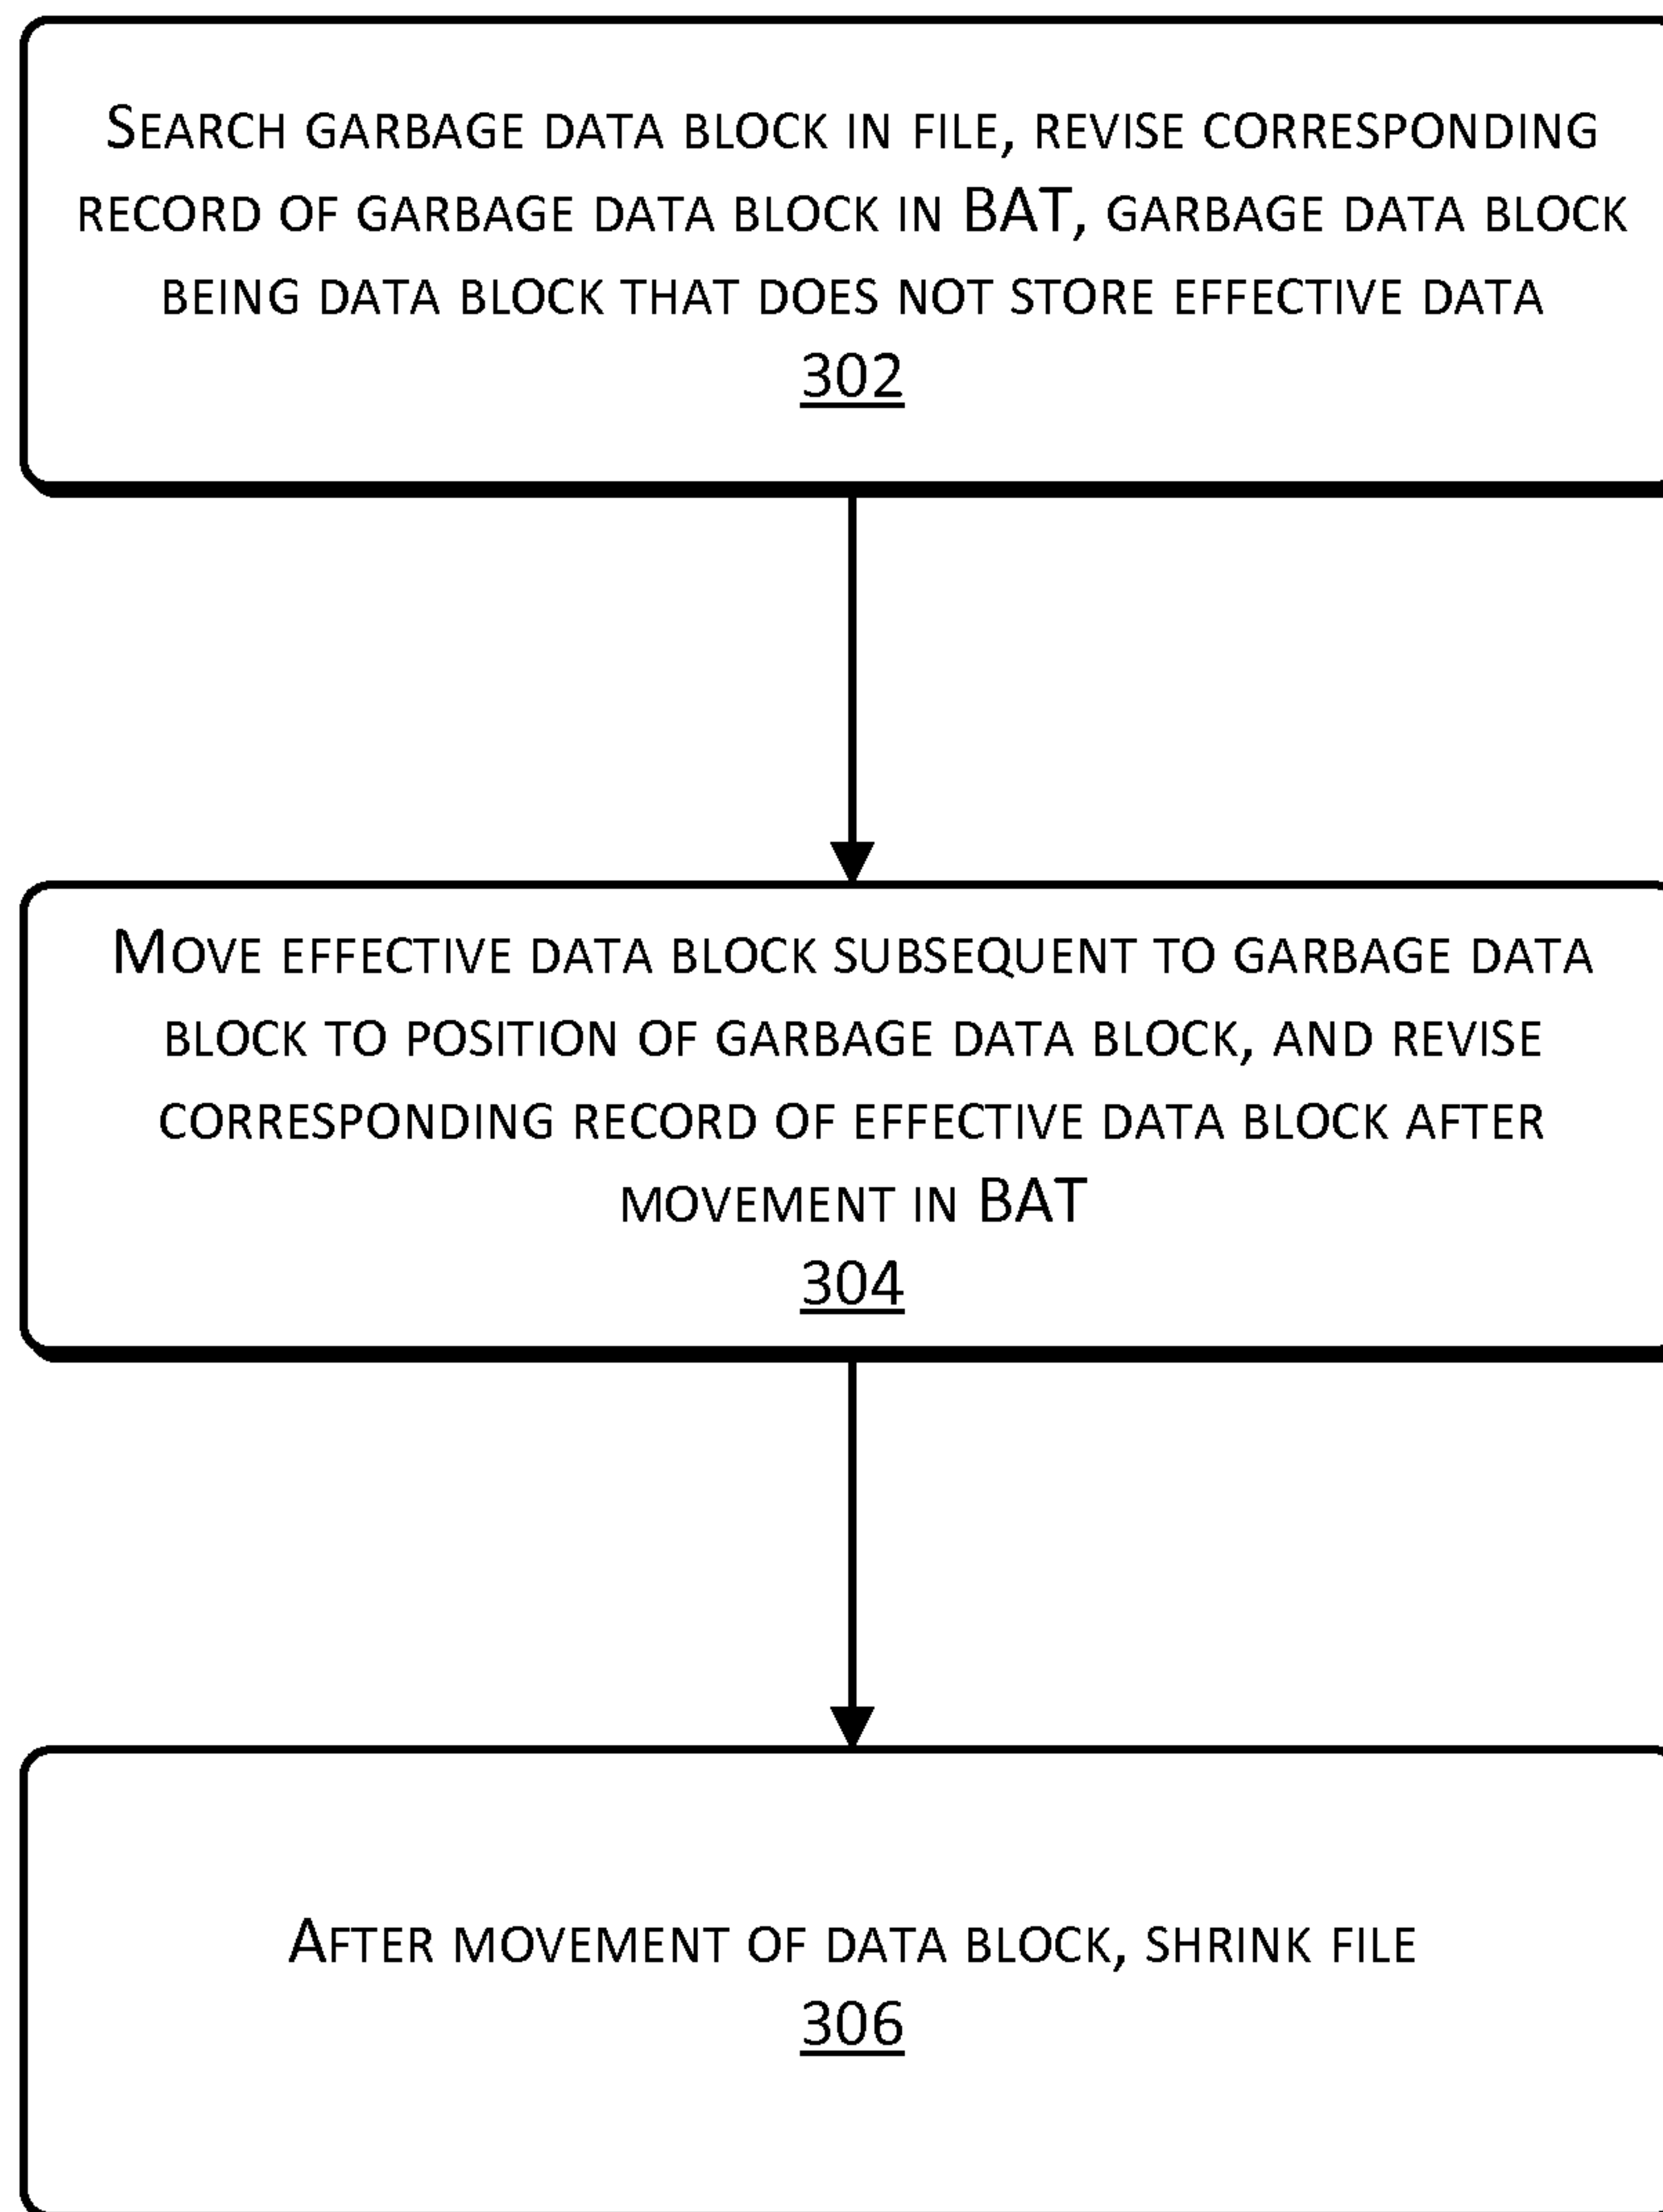 Search garbage data block in file, revise corresponding
record of garbage data block in BAT, garbage data block
being data block that does not store effective data
302
Move effective data block subsequent to garbage data
block to position of garbage data block, and revise
corresponding record of effective data block after
movement in BAT
304
After movement of data block, shrink file
306